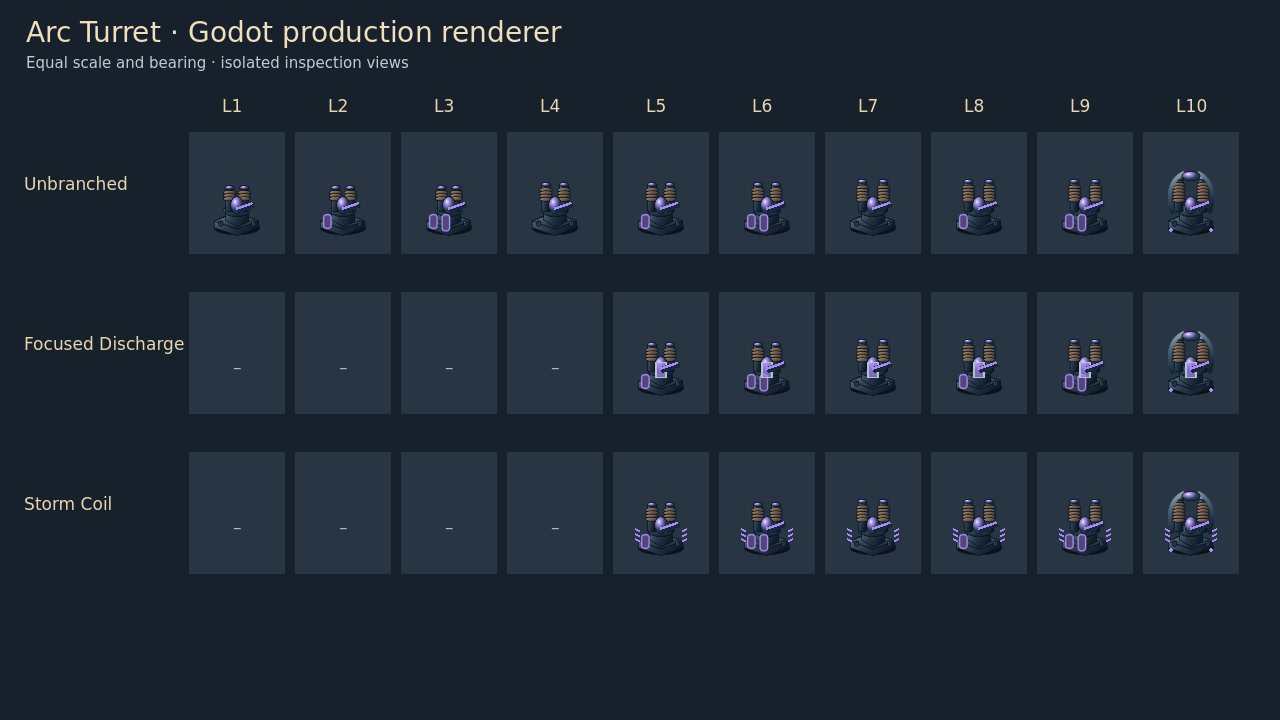 Arc Turret · Godot production renderer
Equal scale and bearing · isolated inspection views
L1 L2 L3 L4 L5 L6 L7 L8 L9 L10
Unbranched
Focused Discharge – – – –
Storm Coil – – – –